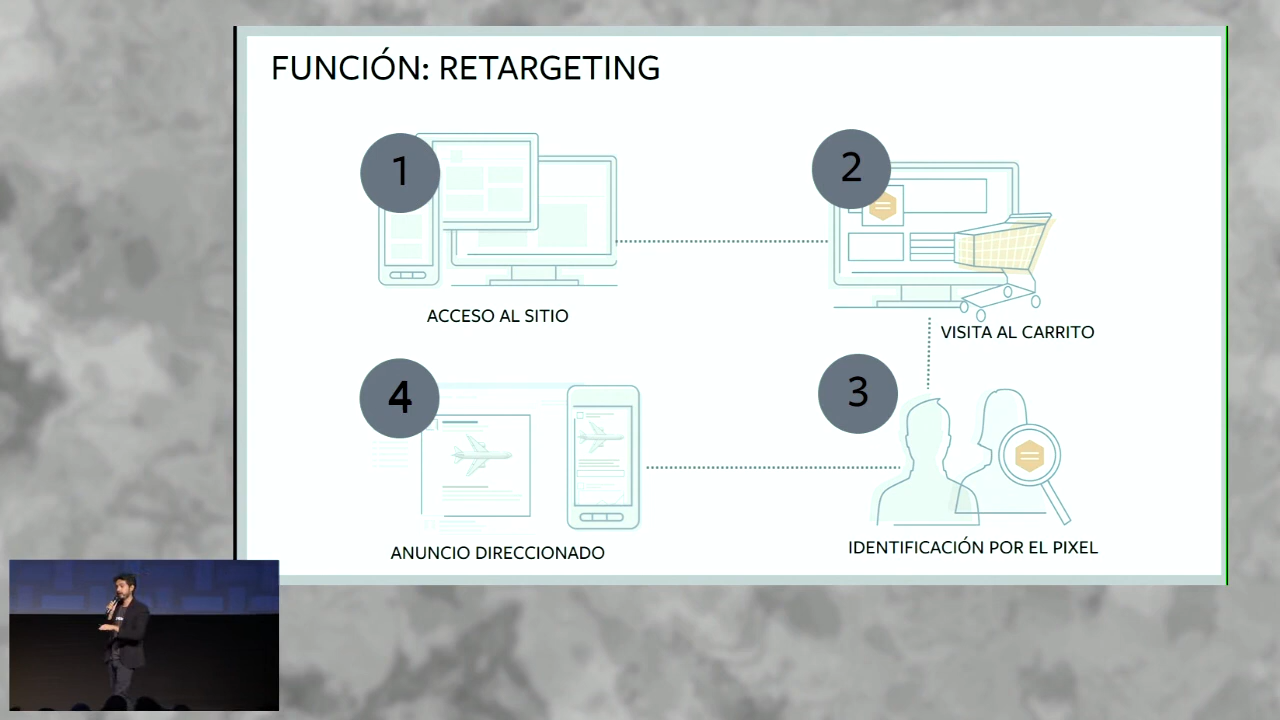 FUNCIÓN: RETARGETING
1
2
ACCESO AL SITIO
VISITA AL CARRITO
4
3
ANUNCIO DIRECCIONADO
IDENTIFICACIÓN POR EL PIXEL